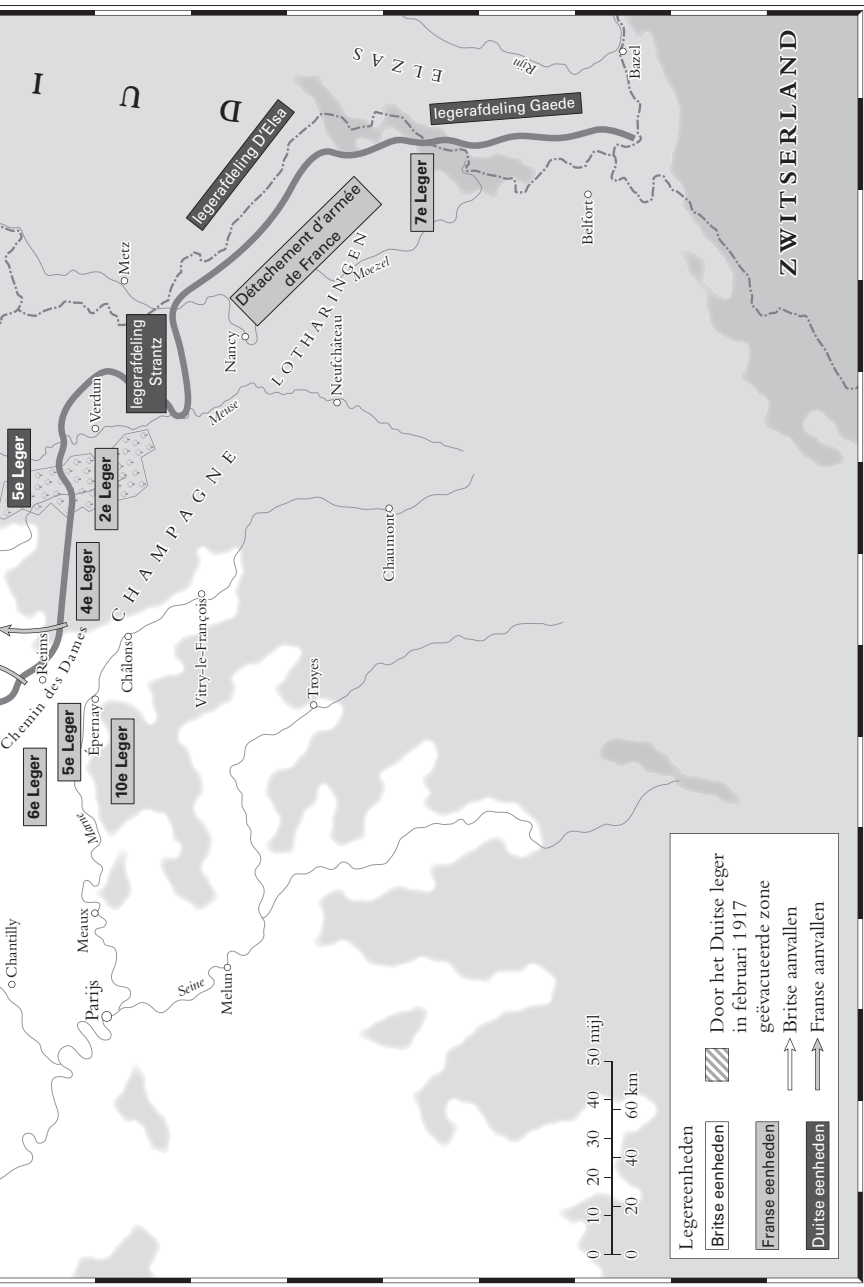 D
U
I
ELZAS
Rijn
Bazel
ZWITSERLAND
legerafdeling D’Elsa
legerafdeling Gaede
7e Leger
Belfort
Metz
Détachement d’armée
de France
Moezel
legerafdeling
Strantz
Nancy
LOTHARINGEN
Neufchâteau
Verdun
Meuse
5e Leger
2e Leger
CHAMPAGNE
Chaumont
4e Leger
Reims
Chemin des Dames
Châlons
Vitry-le-François
Troyes
Épernay
6e Leger
5e Leger
10e Leger
Marne
Chantilly
Meaux
Parijs
Seine
Melun
0 10 20 30 40 50 mijl
0 20 40 60 km
Legereenheden
Britse eenheden
Franse eenheden
Duitse eenheden
Door het Duitse leger
in februari 1917
geëvacueerde zone
Britse aanvallen
Franse aanvallen